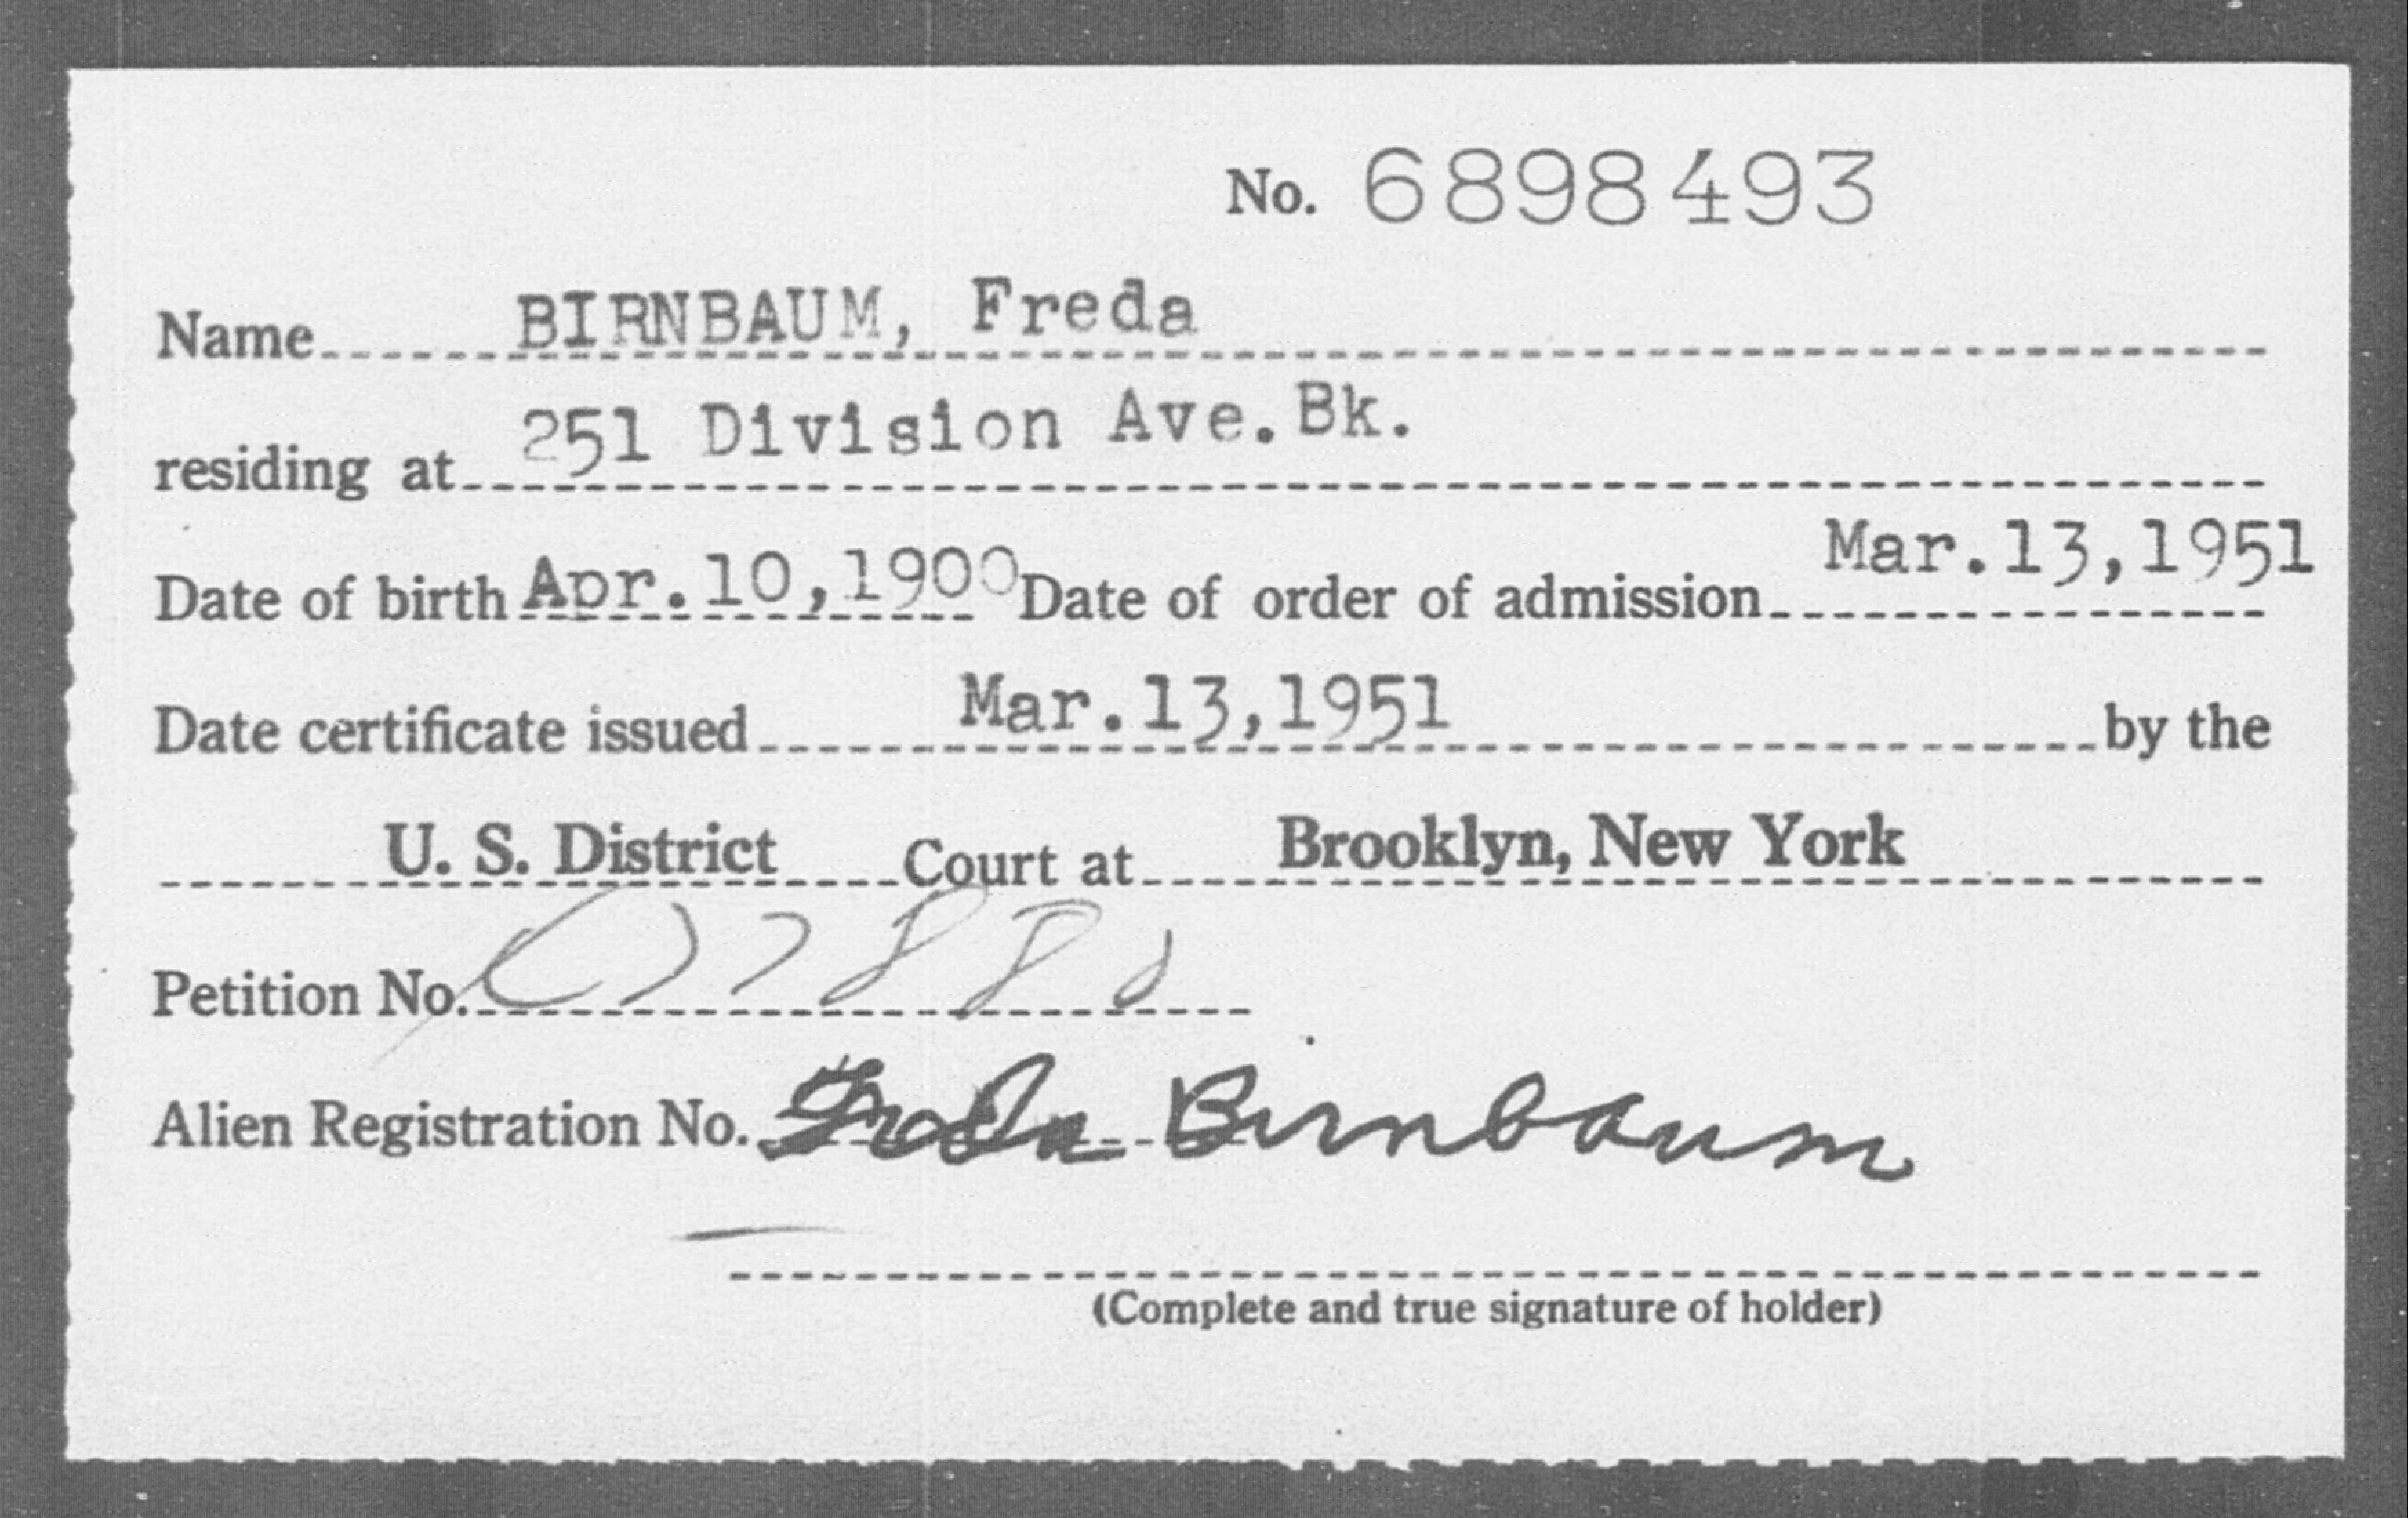 No. 6898493
Name BIRNBAUM, Freda
residing at 251 Division Ave. Bk.
Date of birth Apr. 10, 1900 Date of order of admission Mar. 13, 1951
Date certificate issued Mar. 13, 1951 by the
U. S. District Court at Brooklyn, New York
Petition No.
Alien Registration No. Freda Birnbaum
(Complete and true signature of holder)